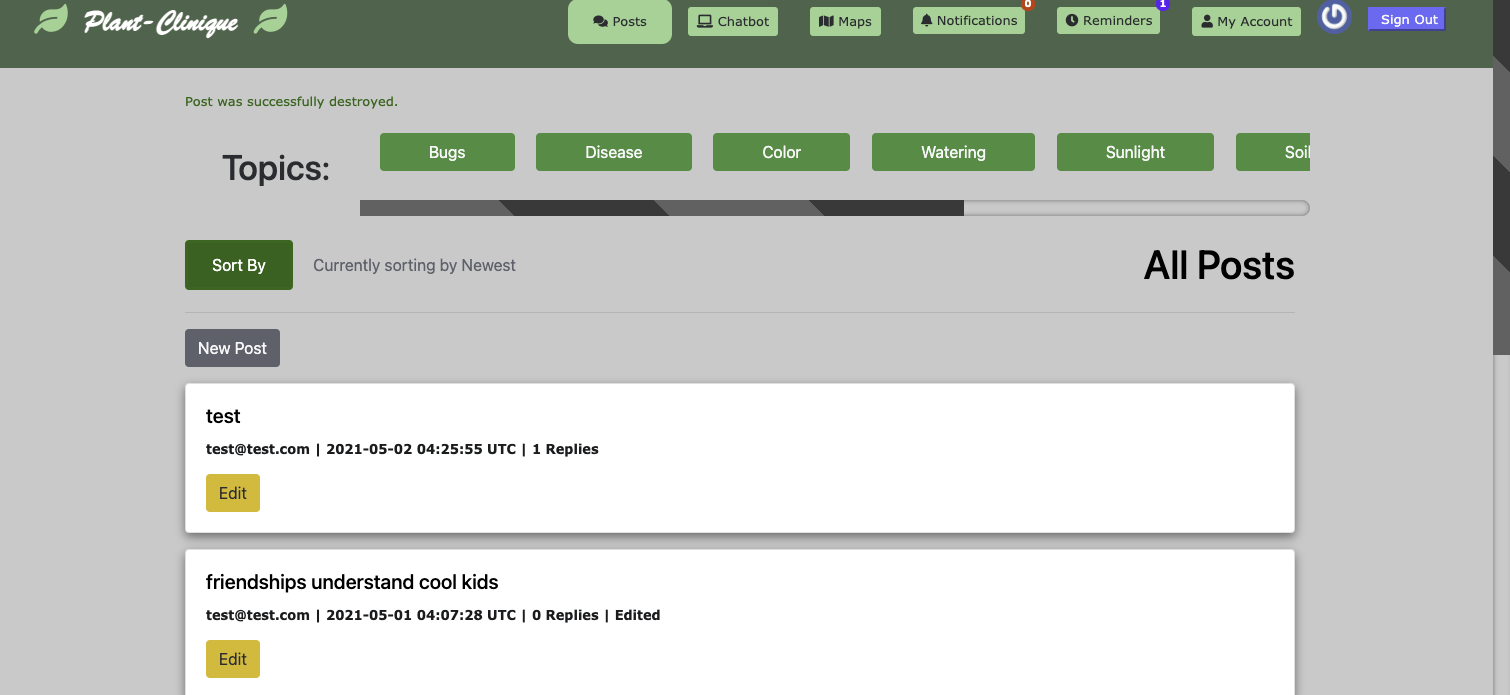 Plant-Clinique
Posts
Chatbot
Maps
Notifications
0
Reminders
1
My Account
Sign Out
Post was successfully destroyed.
Topics:
Bugs
Disease
Color
Watering
Sunlight
Soil
Sort By
Currently sorting by Newest
All Posts
New Post
test
test@test.com | 2021-05-02 04:25:55 UTC | 1 Replies
Edit
friendships understand cool kids
test@test.com | 2021-05-01 04:07:28 UTC | 0 Replies | Edited
Edit